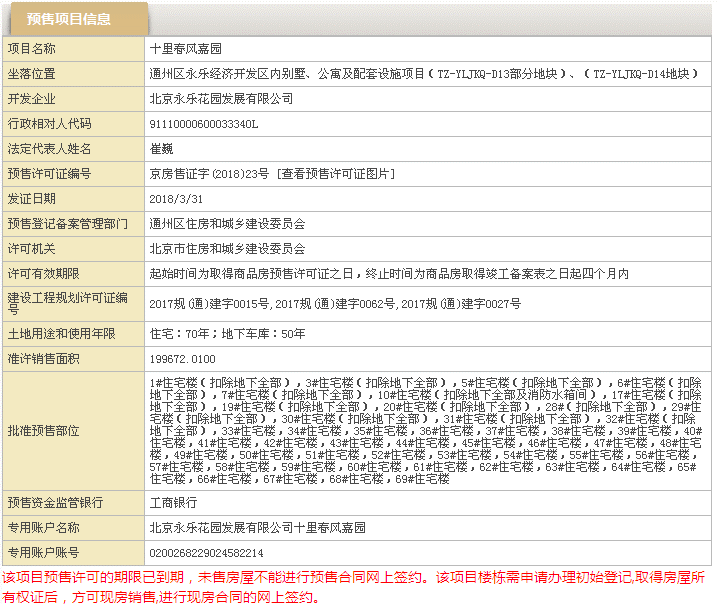 预售项目信息
项目名称 十里春风嘉园
坐落位置 通州区永乐经济开发区内别墅、公寓及配套设施项目(TZ-YLJKQ-D13部分地块)、(TZ-YLJKQ-D14地块)
开发企业 北京永乐花园发展有限公司
行政相对人代码 91110000600033340L
法定代表人姓名 崔巍
预售许可证编号 京房售证字(2018)23号 [查看预售许可证图片]
发证日期 2018/3/31
预售登记备案管理部门 通州区住房和城乡建设委员会
许可机关 北京市住房和城乡建设委员会
许可有效期限 起始时间为取得商品房预售许可证之日，终止时间为商品房取得竣工备案表之日起四个月内
建设工程规划许可证编
号 2017规(通)建字0015号,2017规(通)建字0062号,2017规(通)建字0027号
土地用途和使用年限 住宅：70年；地下车库：50年
准许销售面积 199672.0100
批准预售部位
1#住宅楼(扣除地下全部)，3#住宅楼(扣除地下全部)，5#住宅楼(扣除地下全部)，6#住宅楼(扣除
地下全部)，7#住宅楼(扣除地下全部)，10#住宅楼(扣除地下全部及消防水箱间)，17#住宅楼(扣
除地下全部)，19#住宅楼(扣除地下全部)，20#住宅楼(扣除地下全部)，28#(扣除地下全部)，29#住
宅楼(扣除地下全部)，30#住宅楼(扣除地下全部)，31#住宅楼(扣除地下全部)，32#住宅楼(扣除
地下全部)，33#住宅楼，34#住宅楼，35#住宅楼，36#住宅楼，37#住宅楼，38#住宅楼，39#住宅楼，40#
住宅楼，41#住宅楼，42#住宅楼，43#住宅楼，44#住宅楼，45#住宅楼，46#住宅楼，47#住宅楼，48#住
宅楼，49#住宅楼，50#住宅楼，51#住宅楼，52#住宅楼，53#住宅楼，54#住宅楼，55#住宅楼，56#住宅楼，
57#住宅楼，58#住宅楼，59#住宅楼，60#住宅楼，61#住宅楼，62#住宅楼，63#住宅楼，64#住宅楼，65#
住宅楼，66#住宅楼，67#住宅楼，68#住宅楼，69#住宅楼
预售资金监管银行 工商银行
专用账户名称 北京永乐花园发展有限公司十里春风嘉园
专用账户账号 0200268229024582214
该项目预售许可的期限已到期，未售房屋不能进行预售合同网上签约。该项目楼栋需申请办理初始登记,取得房屋所
有权证后，方可现房销售,进行现房合同的网上签约。